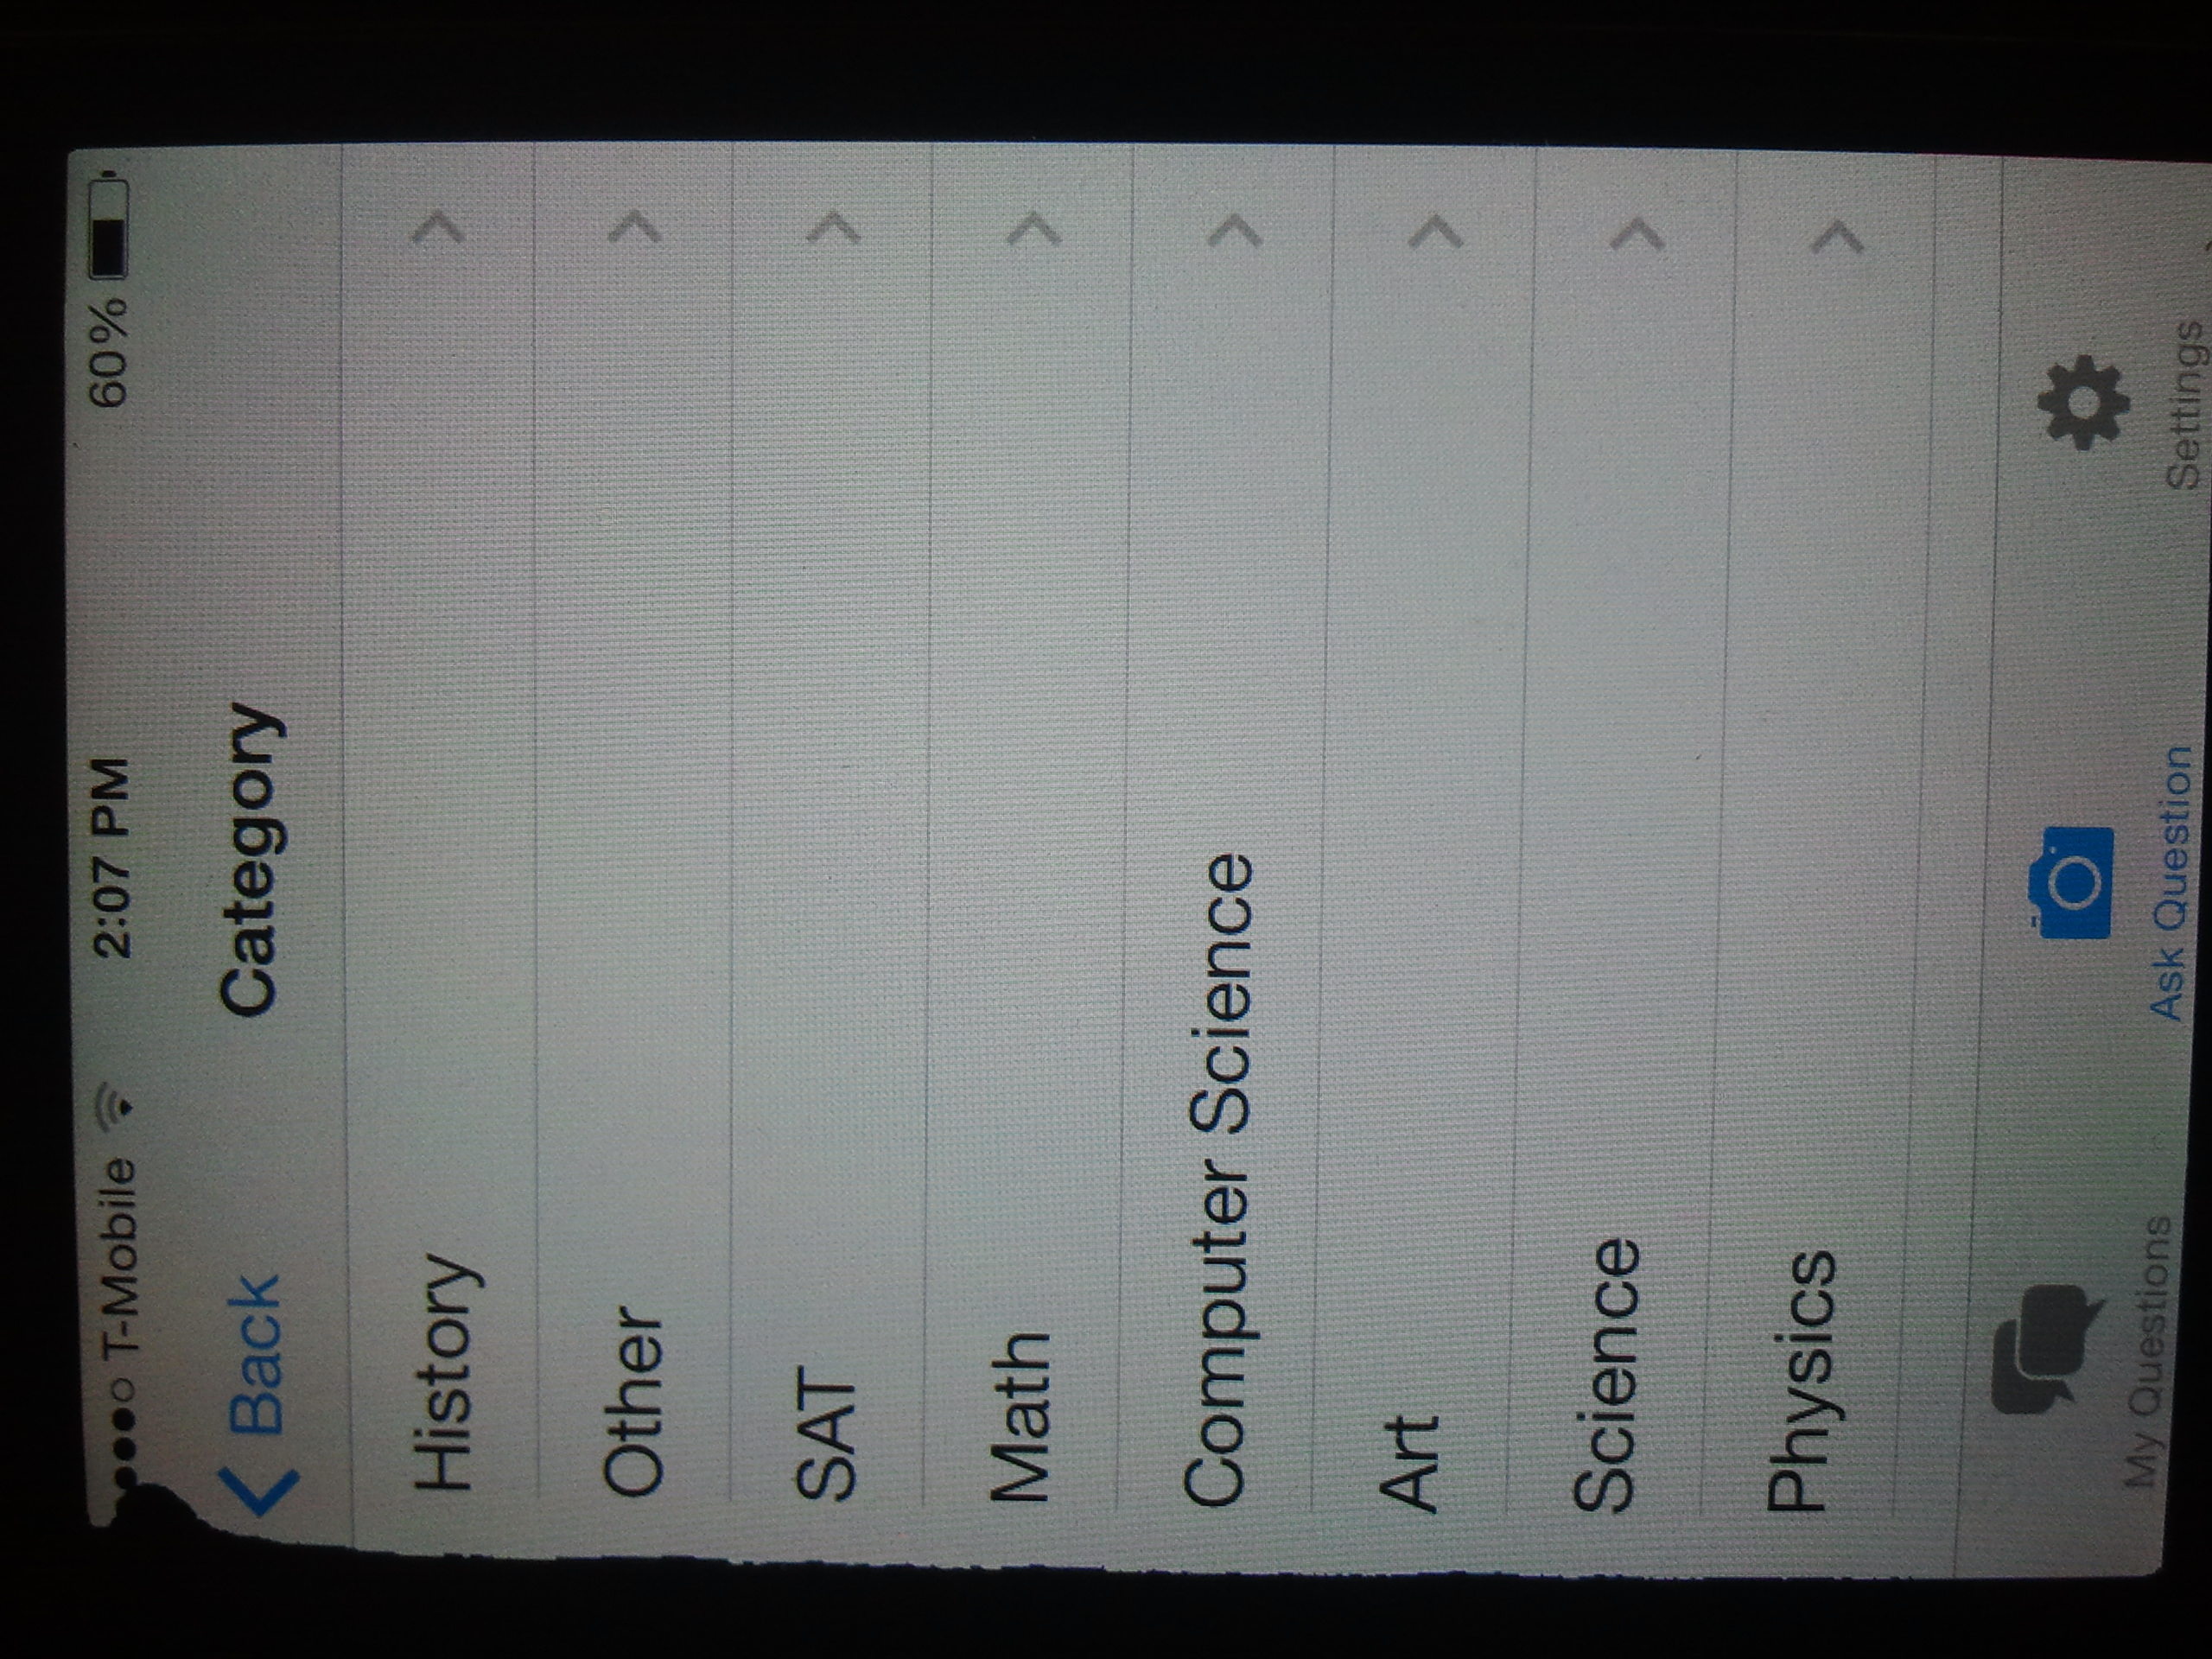 T-Mobile 2:07 PM 60%
Back Category
History
Other
SAT
Math
Computer Science
Art
Science
Physics
My Questions Ask Question Settings